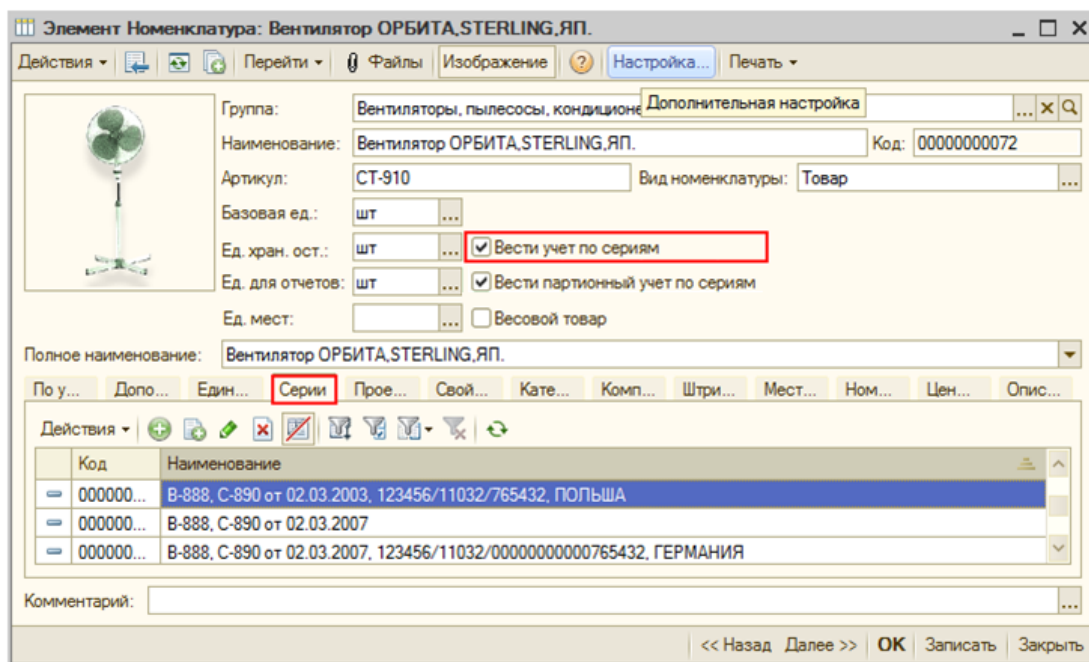 Элемент Номенклатура: Вентилятор ОРБИТА,STERLING,ЯП.
Действия Перейти Файлы Изображение Настройка... Печать
Дополнительная настройка
Группа: Вентиляторы, пылесосы, кондиционе
Наименование: Вентилятор ОРБИТА,STERLING,ЯП. Код: 00000000072
Артикул: СТ-910 Вид номенклатуры: Товар
Базовая ед.: шт
Ед. хран. ост.: шт Вести учет по сериям
Ед. для отчетов: шт Вести партионный учет по сериям
Ед. мест: Весовой товар
Полное наименование: Вентилятор ОРБИТА,STERLING,ЯП.
По у... Допо... Един... Серии Прое... Свой... Кате... Комп... Штри... Мест... Ном... Цен... Опис...
Действия
Код Наименование
000000... В-888, С-890 от 02.03.2003, 123456/11032/765432, ПОЛЬША
000000... В-888, С-890 от 02.03.2007
000000... В-888, С-890 от 02.03.2007, 123456/11032/00000000000765432, ГЕРМАНИЯ
Комментарий:
<< Назад Далее >> OK Записать Закрыть